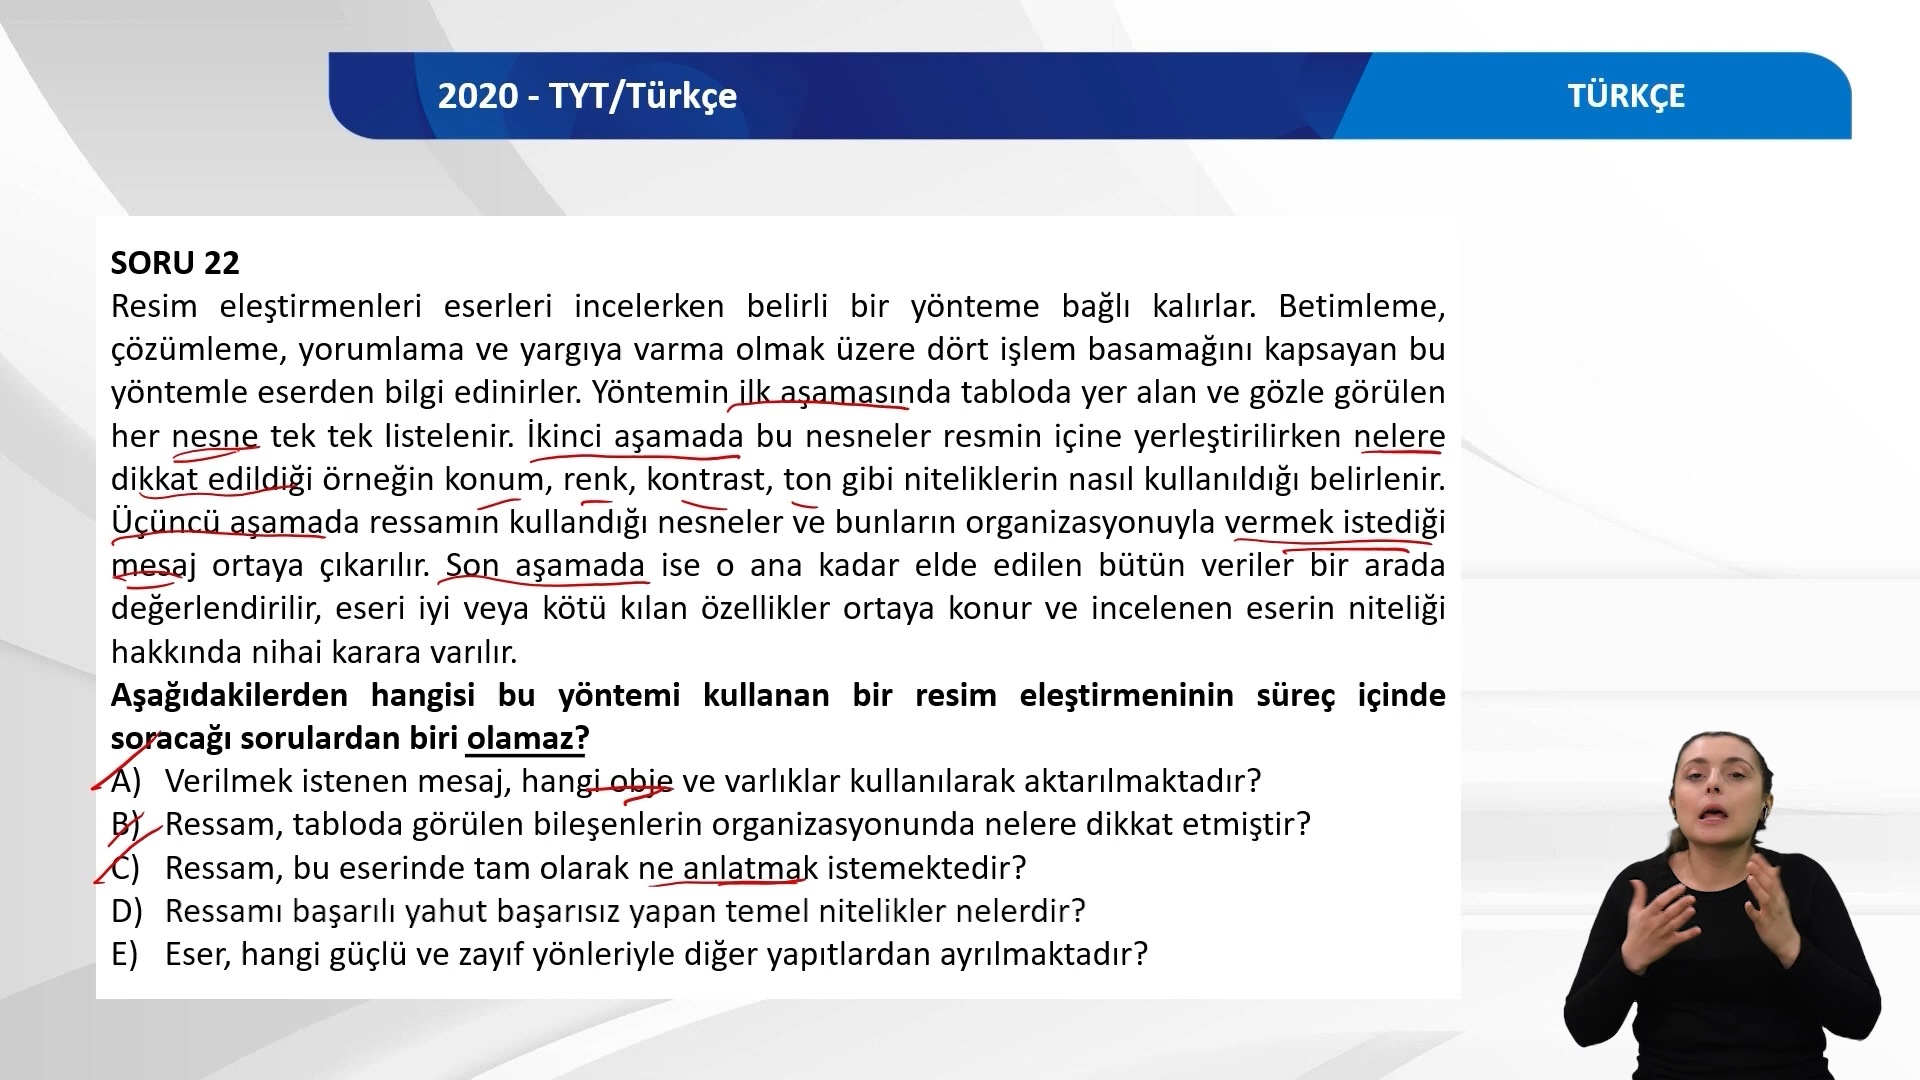 2020 - TYT/Türkçe
TÜRKÇE
SORU 22
Resim eleştirmenleri eserleri incelerken belirli bir yönteme bağlı kalırlar. Betimleme,
çözümleme, yorumlama ve yargıya varma olmak üzere dört işlem basamağını kapsayan bu
yöntemle eserden bilgi edinirler. Yöntemin ilk aşamasında tabloda yer alan ve gözle görülen
her nesne tek tek listelenir. İkinci aşamada bu nesneler resmin içine yerleştirilirken nelere
dikkat edildiği örneğin konum, renk, kontrast, ton gibi niteliklerin nasıl kullanıldığı belirlenir.
Üçüncü aşamada ressamın kullandığı nesneler ve bunların organizasyonuyla vermek istediği
mesaj ortaya çıkarılır. Son aşamada ise o ana kadar elde edilen bütün veriler bir arada
değerlendirilir, eseri iyi veya kötü kılan özellikler ortaya konur ve incelenen eserin niteliği
hakkında nihai karara varılır.
Aşağıdakilerden hangisi bu yöntemi kullanan bir resim eleştirmeninin süreç içinde
soracağı sorulardan biri olamaz?
A) Verilmek istenen mesaj, hangi obje ve varlıklar kullanılarak aktarılmaktadır?
B) Ressam, tabloda görülen bileşenlerin organizasyonunda nelere dikkat etmiştir?
C) Ressam, bu eserinde tam olarak ne anlatmak istemektedir?
D) Ressamı başarılı yahut başarısız yapan temel nitelikler nelerdir?
E) Eser, hangi güçlü ve zayıf yönleriyle diğer yapıtlardan ayrılmaktadır?